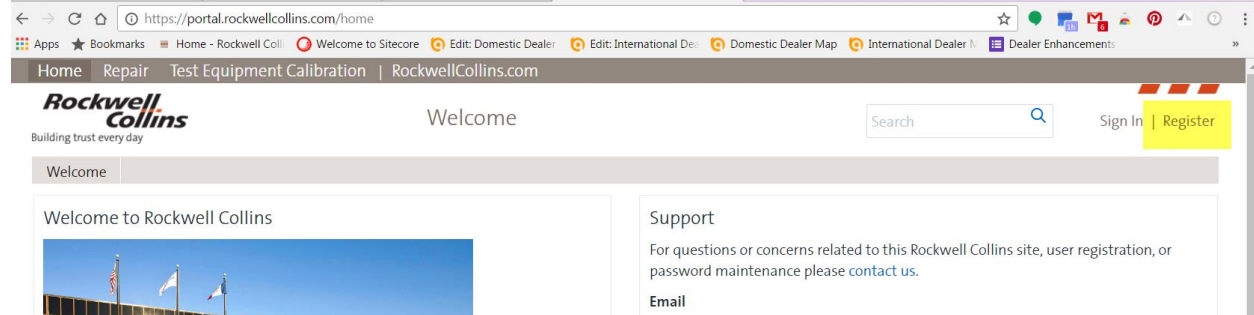 https://portal.rockwellcollins.com/home
Apps Bookmarks Home - Rockwell Coll Welcome to Sitecore Edit: Domestic Dealer Edit: International Dea Domestic Dealer Map International Dealer M Dealer Enhancements »
Home Repair Test Equipment Calibration | RockwellCollins.com
Rockwell
Collins
Building trust every day
Welcome
Search
Sign In | Register
Welcome
Welcome to Rockwell Collins
Support
For questions or concerns related to this Rockwell Collins site, user registration, or
password maintenance please contact us.
Email